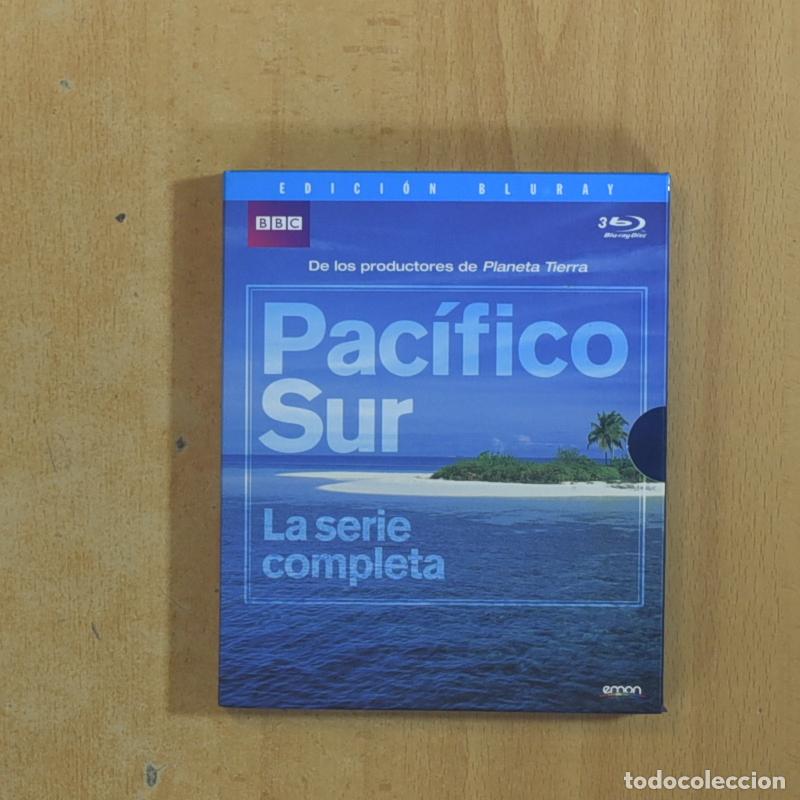 EDICIÓN BLURAY
BBC
3 Blu-ray Disc
De los productores de Planeta Tierra
Pacífico
Sur
La serie
completa
emon
todocoleccion